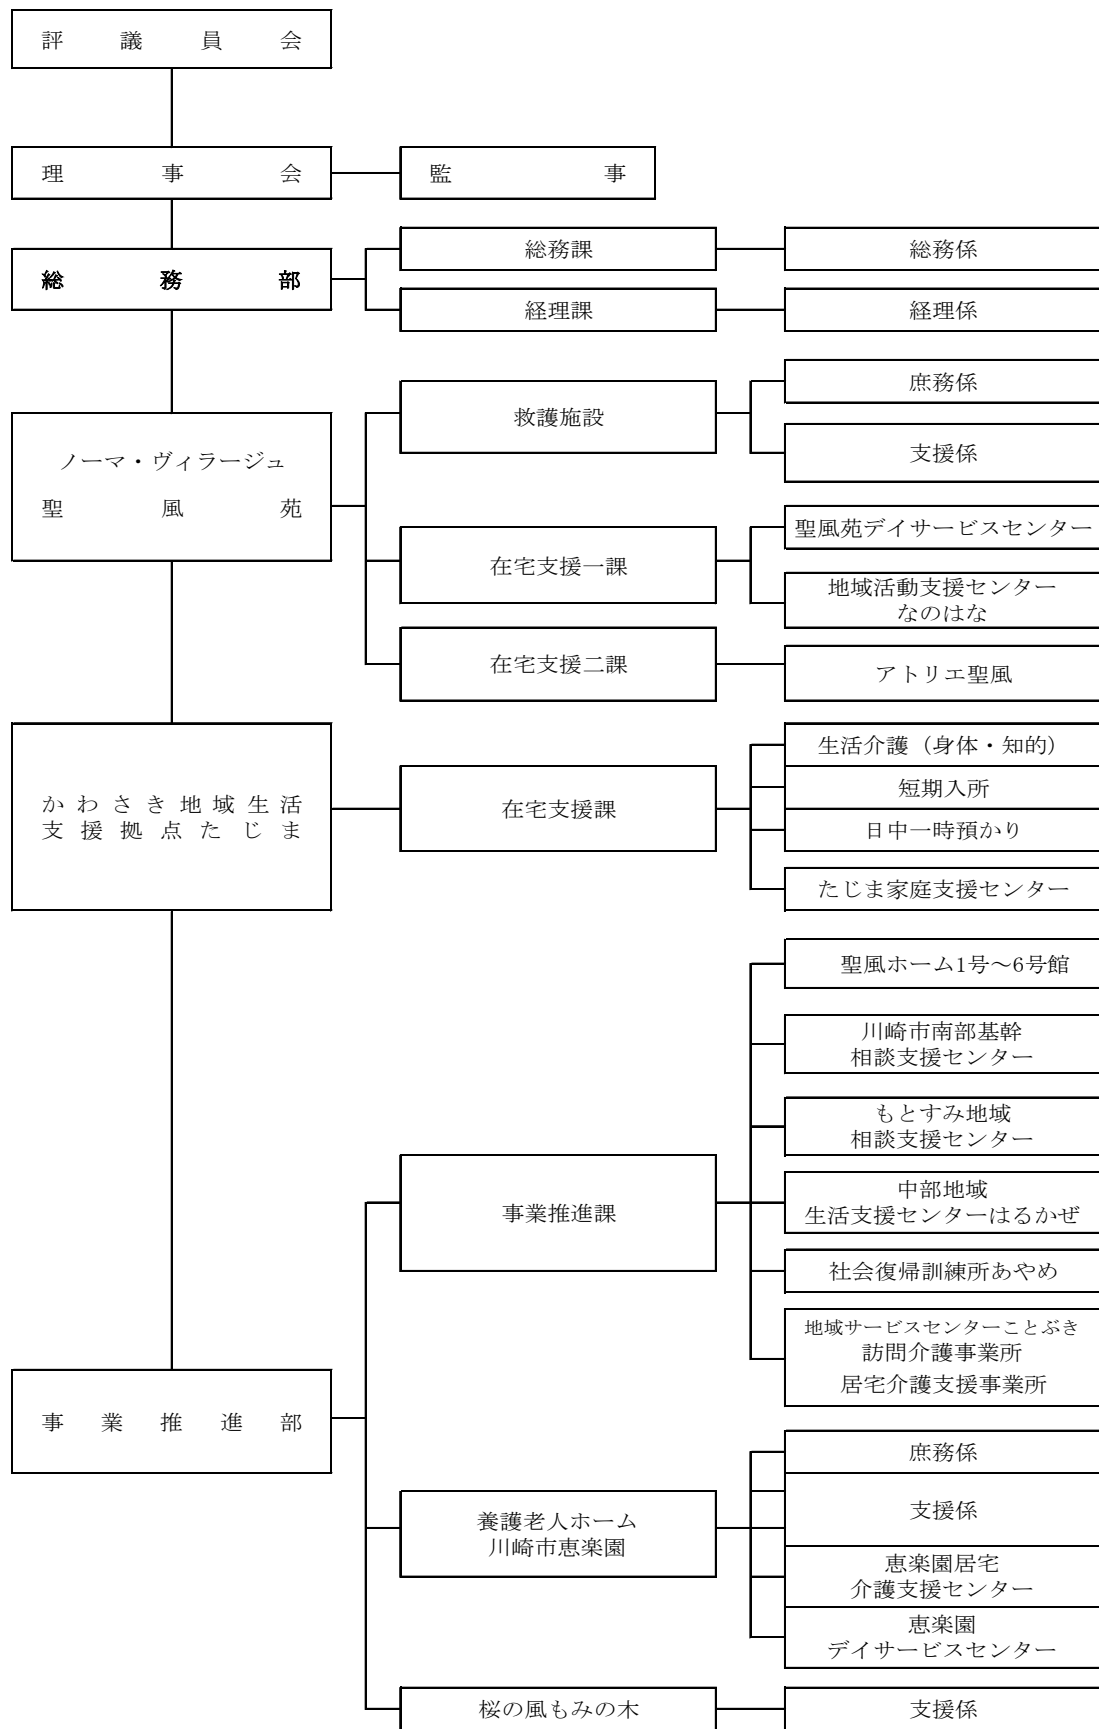 評議員会
理事会
監事
総務部
総務課
総務係
経理課
経理係
ノーマ・ヴィラージュ
聖風苑
救護施設
庶務係
支援係
在宅支援一課
聖風苑デイサービスセンター
地域活動支援センター
なのはな
在宅支援二課
アトリエ聖風
かわさき地域生活
支援拠点たじま
在宅支援課
生活介護（身体・知的）
短期入所
日中一時預かり
たじま家庭支援センター
事業推進部
事業推進課
聖風ホーム1号～6号館
川崎市南部基幹
相談支援センター
もとすみ地域
相談支援センター
中部地域
生活支援センターはるかぜ
社会復帰訓練所あやめ
地域サービスセンターことぶき
訪問介護事業所
居宅介護支援事業所
養護老人ホーム
川崎市恵楽園
庶務係
支援係
恵楽園居宅
介護支援センター
恵楽園
デイサービスセンター
桜の風もみの木
支援係